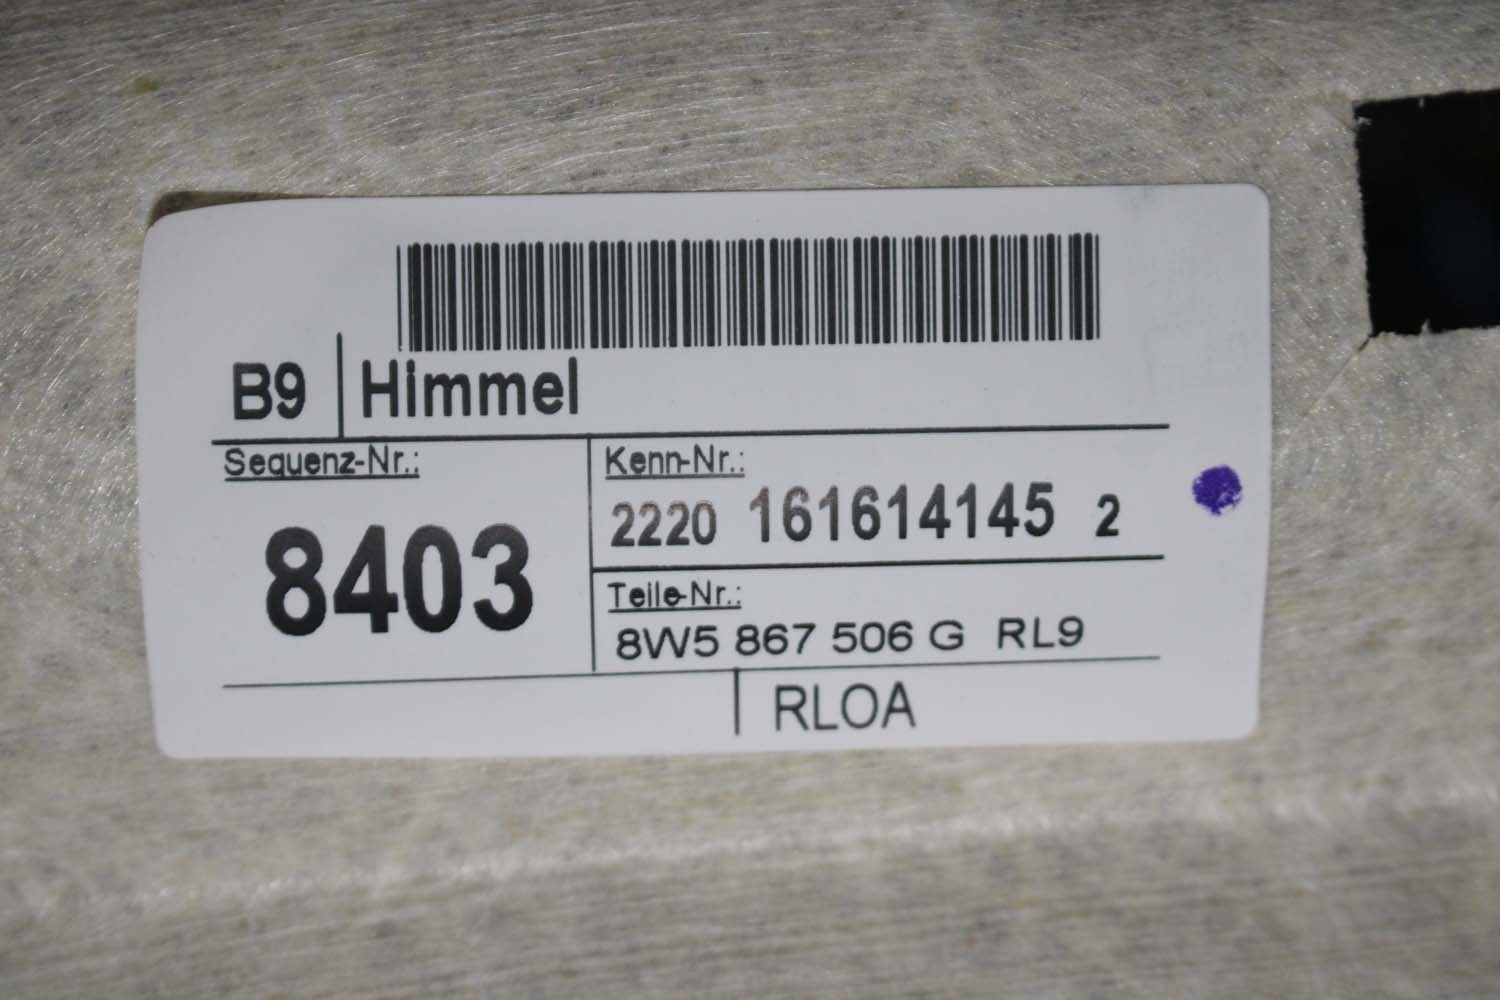 B9 Himmel
Sequenz-Nr.:
8403
Kenn-Nr.:
2220 161614145 2
Teile-Nr.:
8W5 867 506 G RL9
RLOA